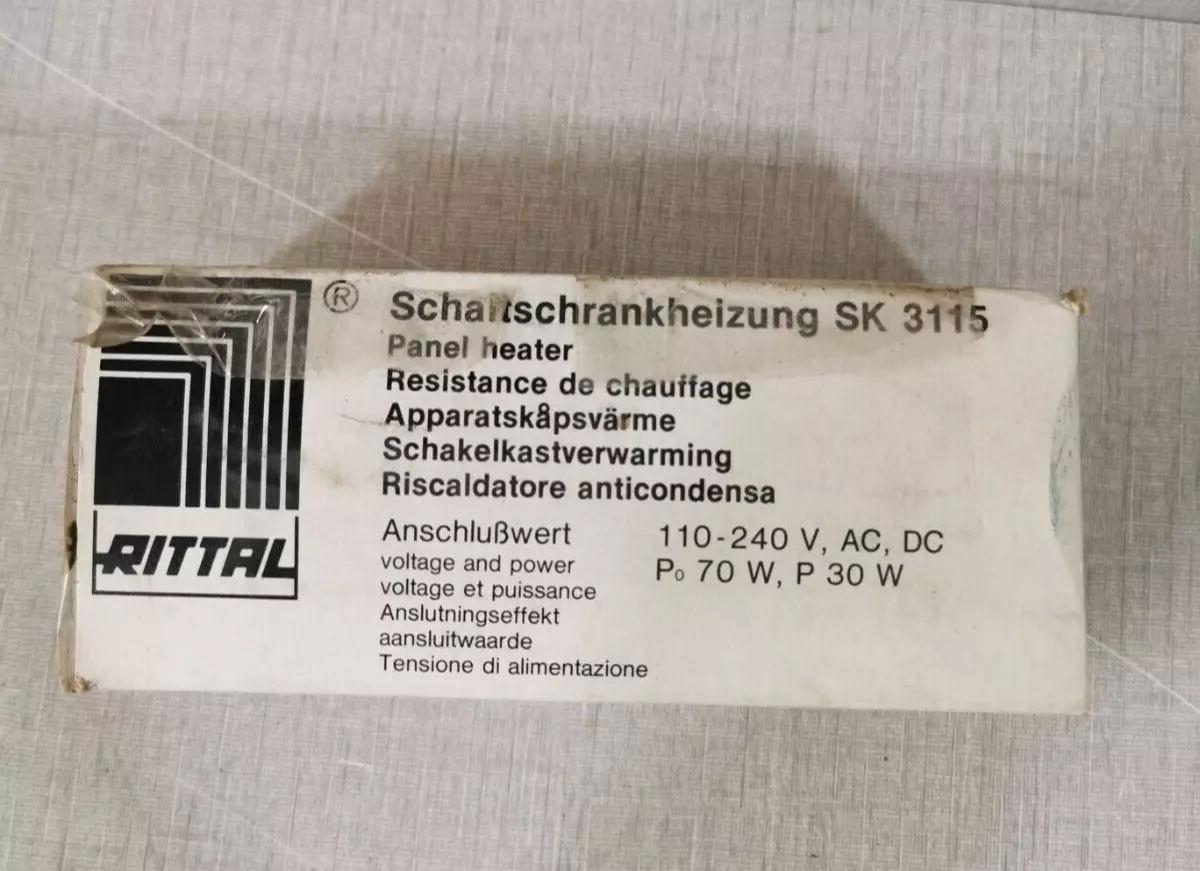 ® Schaltschrankheizung SK 3115
Panel heater
Resistance de chauffage
Apparatskåpsvärme
Schakelkastverwarming
Riscaldatore anticondensa
RITTAL
Anschlußwert 110-240 V, AC, DC
voltage and power P₀ 70 W, P 30 W
voltage et puissance
Anslutningseffekt
aansluitwaarde
Tensione di alimentazione